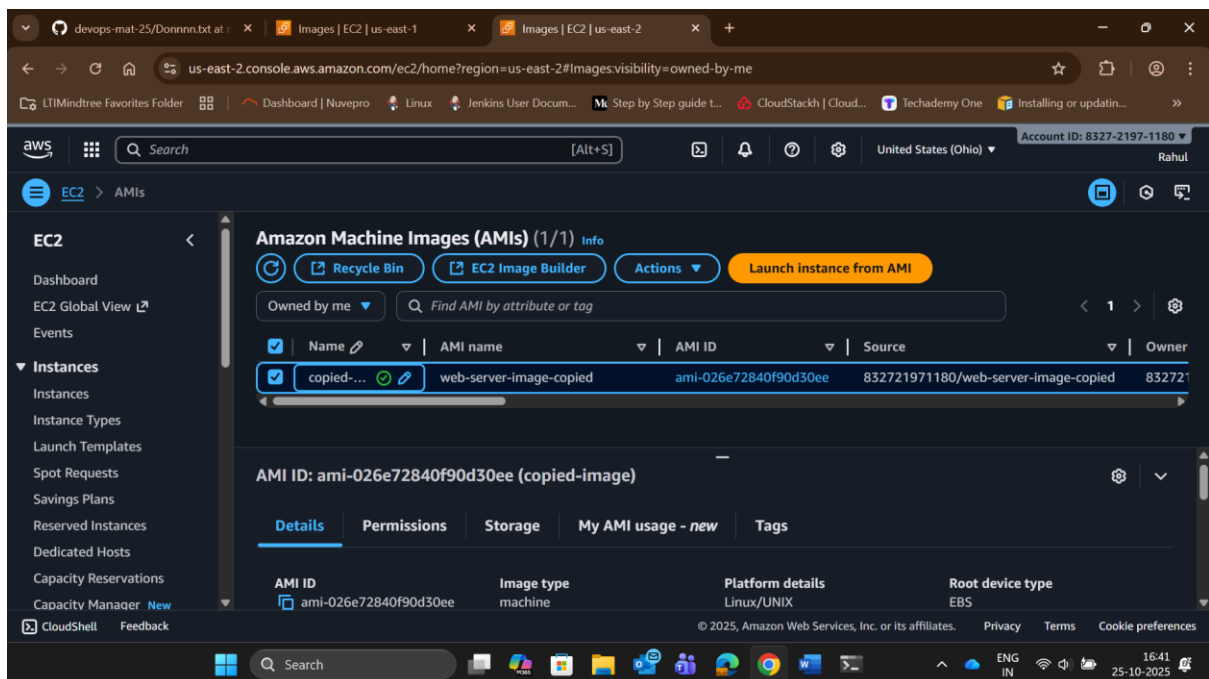 devops-mat-25/Donnnn.txt at r
Images | EC2 | us-east-1
Images | EC2 | us-east-2
us-east-2.console.aws.amazon.com/ec2/home?region=us-east-2#Images:visibility=owned-by-me
LTIMindtree Favorites Folder
Dashboard | Nuvepro
Linux
Jenkins User Docum...
Step by Step guide t...
CloudStackh | Cloud...
Techademy One
Installing or updatin...
aws
Search
[Alt+S]
United States (Ohio)
Account ID: 8327-2197-1180
Rahul
EC2 > AMIs
EC2
Dashboard
EC2 Global View
Events
Instances
Instances
Instance Types
Launch Templates
Spot Requests
Savings Plans
Reserved Instances
Dedicated Hosts
Capacity Reservations
Capacity Manager New
Amazon Machine Images (AMIs) (1/1) Info
Recycle Bin
EC2 Image Builder
Actions
Launch instance from AMI
Owned by me
Find AMI by attribute or tag
1
Name | AMI name | AMI ID | Source | Owner
copied-... web-server-image-copied ami-026e72840f90d30ee 832721971180/web-server-image-copied 832721
AMI ID: ami-026e72840f90d30ee (copied-image)
Details Permissions Storage My AMI usage - new Tags
AMI ID Image type Platform details Root device type
ami-026e72840f90d30ee machine Linux/UNIX EBS
CloudShell Feedback © 2025, Amazon Web Services, Inc. or its affiliates. Privacy Terms Cookie preferences
Search
ENG
IN
16:41
25-10-2025